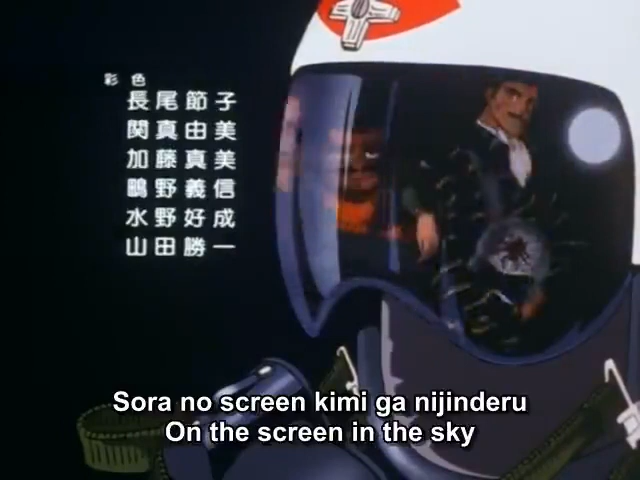 彩色
長尾節子
関真由美
加藤真美
鴫野義信
水野好成
山田勝一
Sora no screen kimi ga nijinderu
On the screen in the sky